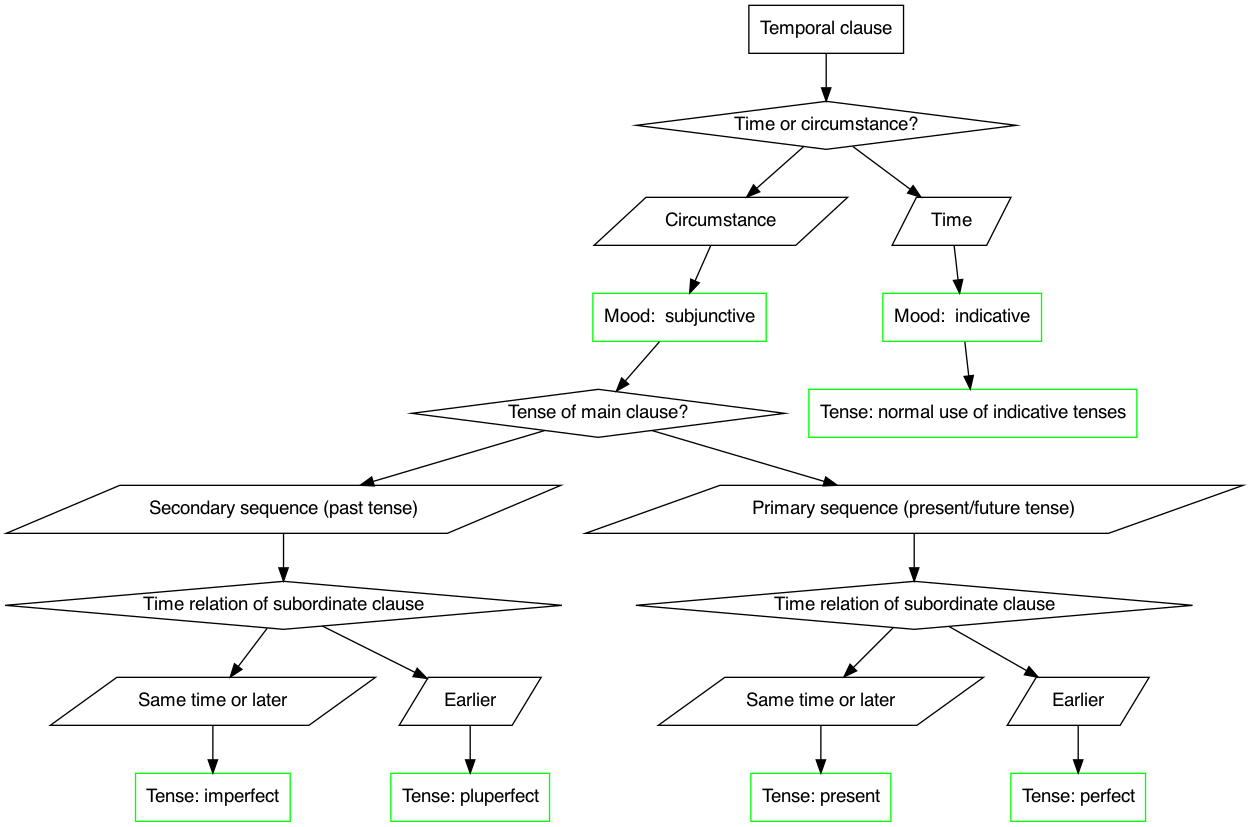 Temporal clause
Time or circumstance?
Circumstance
Time
Mood:  subjunctive
Mood:  indicative
Tense of main clause?
Tense: normal use of indicative tenses
Secondary sequence (past tense)
Primary sequence (present/future tense)
Time relation of subordinate clause
Time relation of subordinate clause
Same time or later
Earlier
Same time or later
Earlier
Tense: imperfect
Tense: pluperfect
Tense: present
Tense: perfect